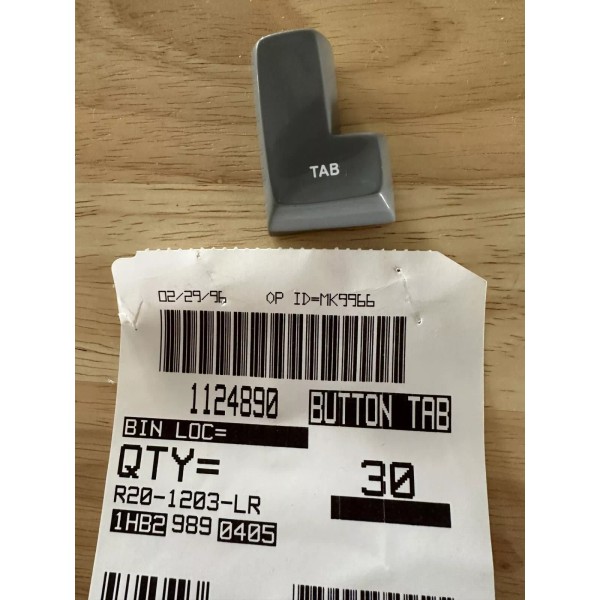 TAB
02/29/96 OP ID=MK9966
1124890 BUTTON TAB
BIN LOC=
QTY= 30
R20-1203-LR
1HB2 989 0405